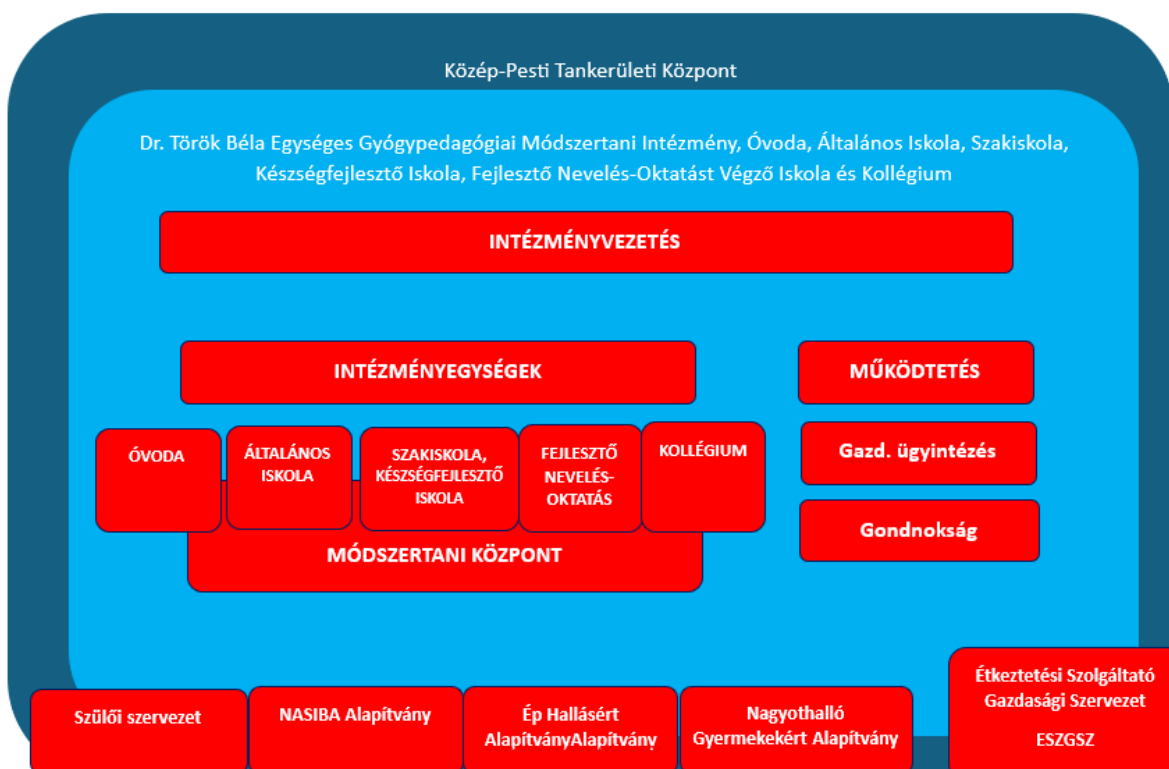 Közép-Pesti Tankerületi Központ
Dr. Török Béla Egységes Gyógypedagógiai Módszertani Intézmény, Óvoda, Általános Iskola, Szakiskola,
Készségfejlesztő Iskola, Fejlesztő Nevelés-Oktatást Végző Iskola és Kollégium
INTÉZMÉNYVEZETÉS
INTÉZMÉNYEGYSÉGEK
MŰKÖDTETÉS
ÓVODA
ÁLTALÁNOS
ISKOLA
SZAKISKOLA,
KÉSZSÉGFEJLESZTŐ
ISKOLA
FEJLESZTŐ
NEVELÉS-
OKTATÁS
KOLLÉGIUM
Gazd. ügyintézés
Gondnokság
MÓDSZERTANI KÖZPONT
Szülői szervezet
NASIBA Alapítvány
Ép Hallásért
AlapítványAlapítvány
Nagyothalló
Gyermekekért Alapítvány
Étkeztetési Szolgáltató
Gazdasági Szervezet
ESZGSZ